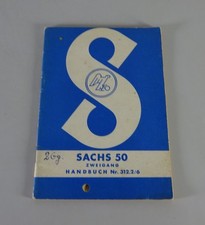 S
SACHS 50
ZWEIGANG
HANDBUCH Nr. 312.2/6